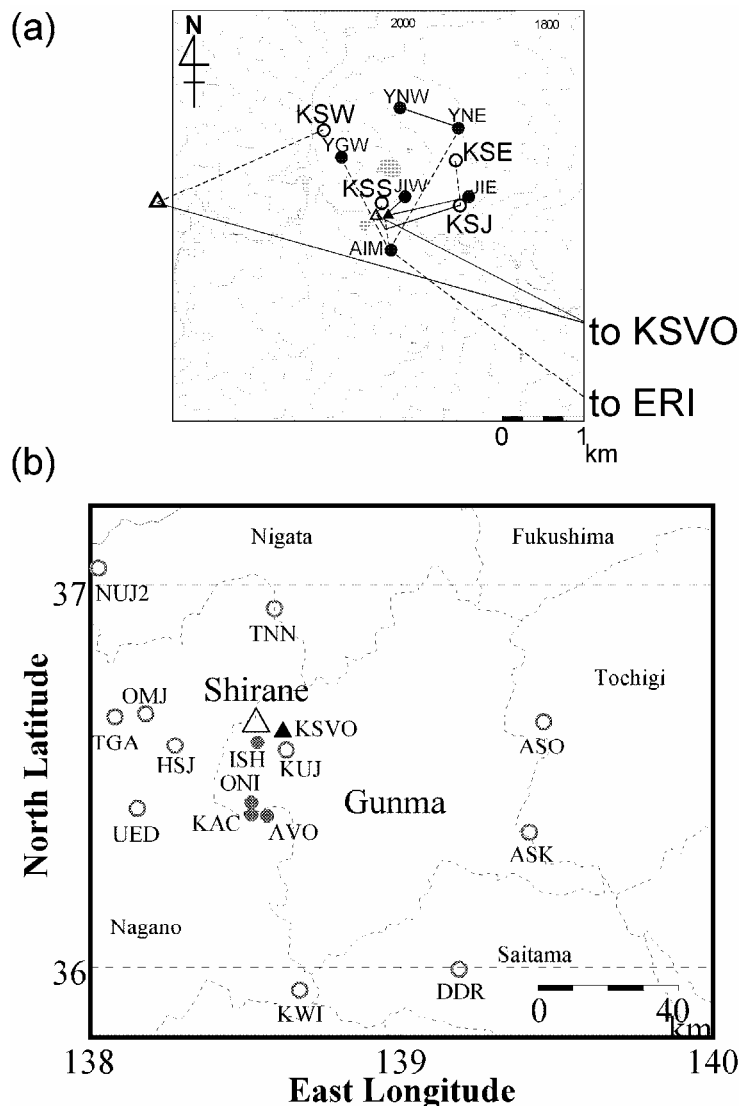 (a)
N
2000
1800
YNW
KSW
YNE
YGW
KSE
KSS
JIW
JIE
KSJ
AIM
to KSVO
to ERI
0 1
km
(b)
Nigata
Fukushima
37
NUJ2
TNN
Tochigi
Shirane
OMJ
TGA
KSVO
ASO
HSJ
ISH
KUJ
ONI
Gunma
UED
KAC
AVO
ASK
Nagano
Saitama
36
DDR
KWI
0 40
km
138
139
140
North Latitude
East Longitude